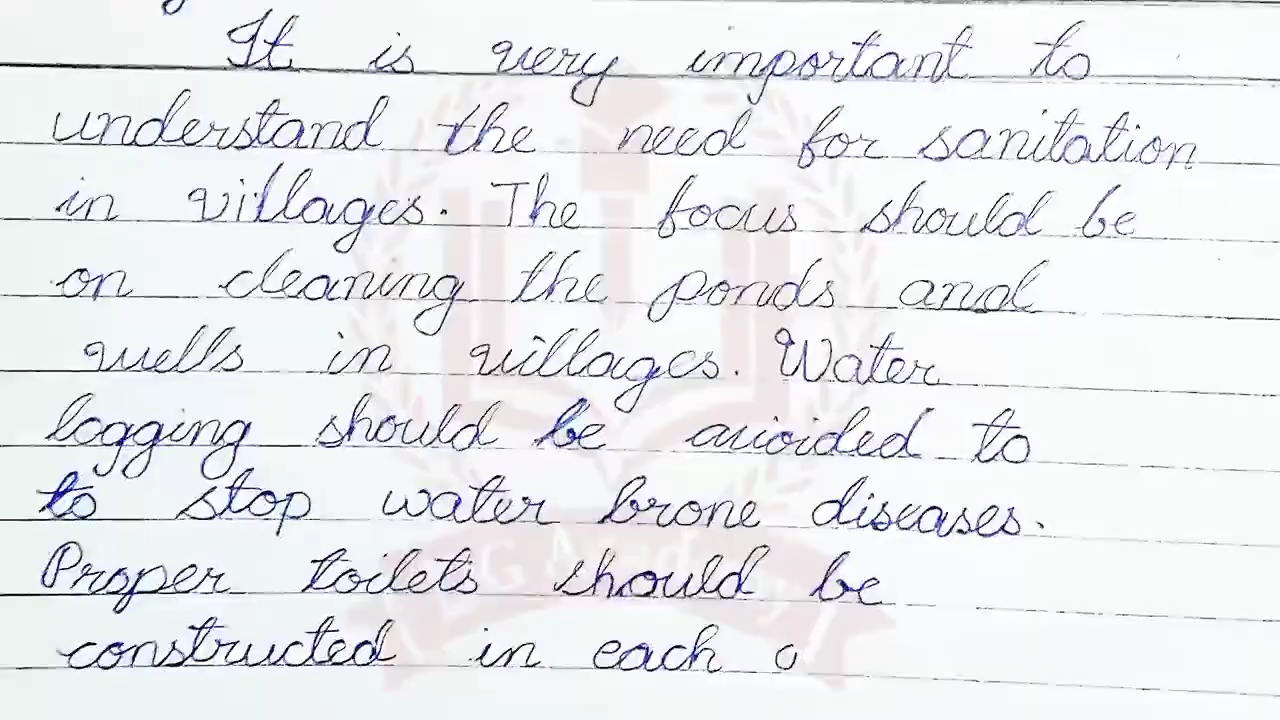 It is very important to
understand the need for sanitation
in villages. The focus should be
on cleaning the ponds and
wells in villages. Water
logging should be avoided to
to stop water brone diseases.
Proper toilets should be
constructed in each